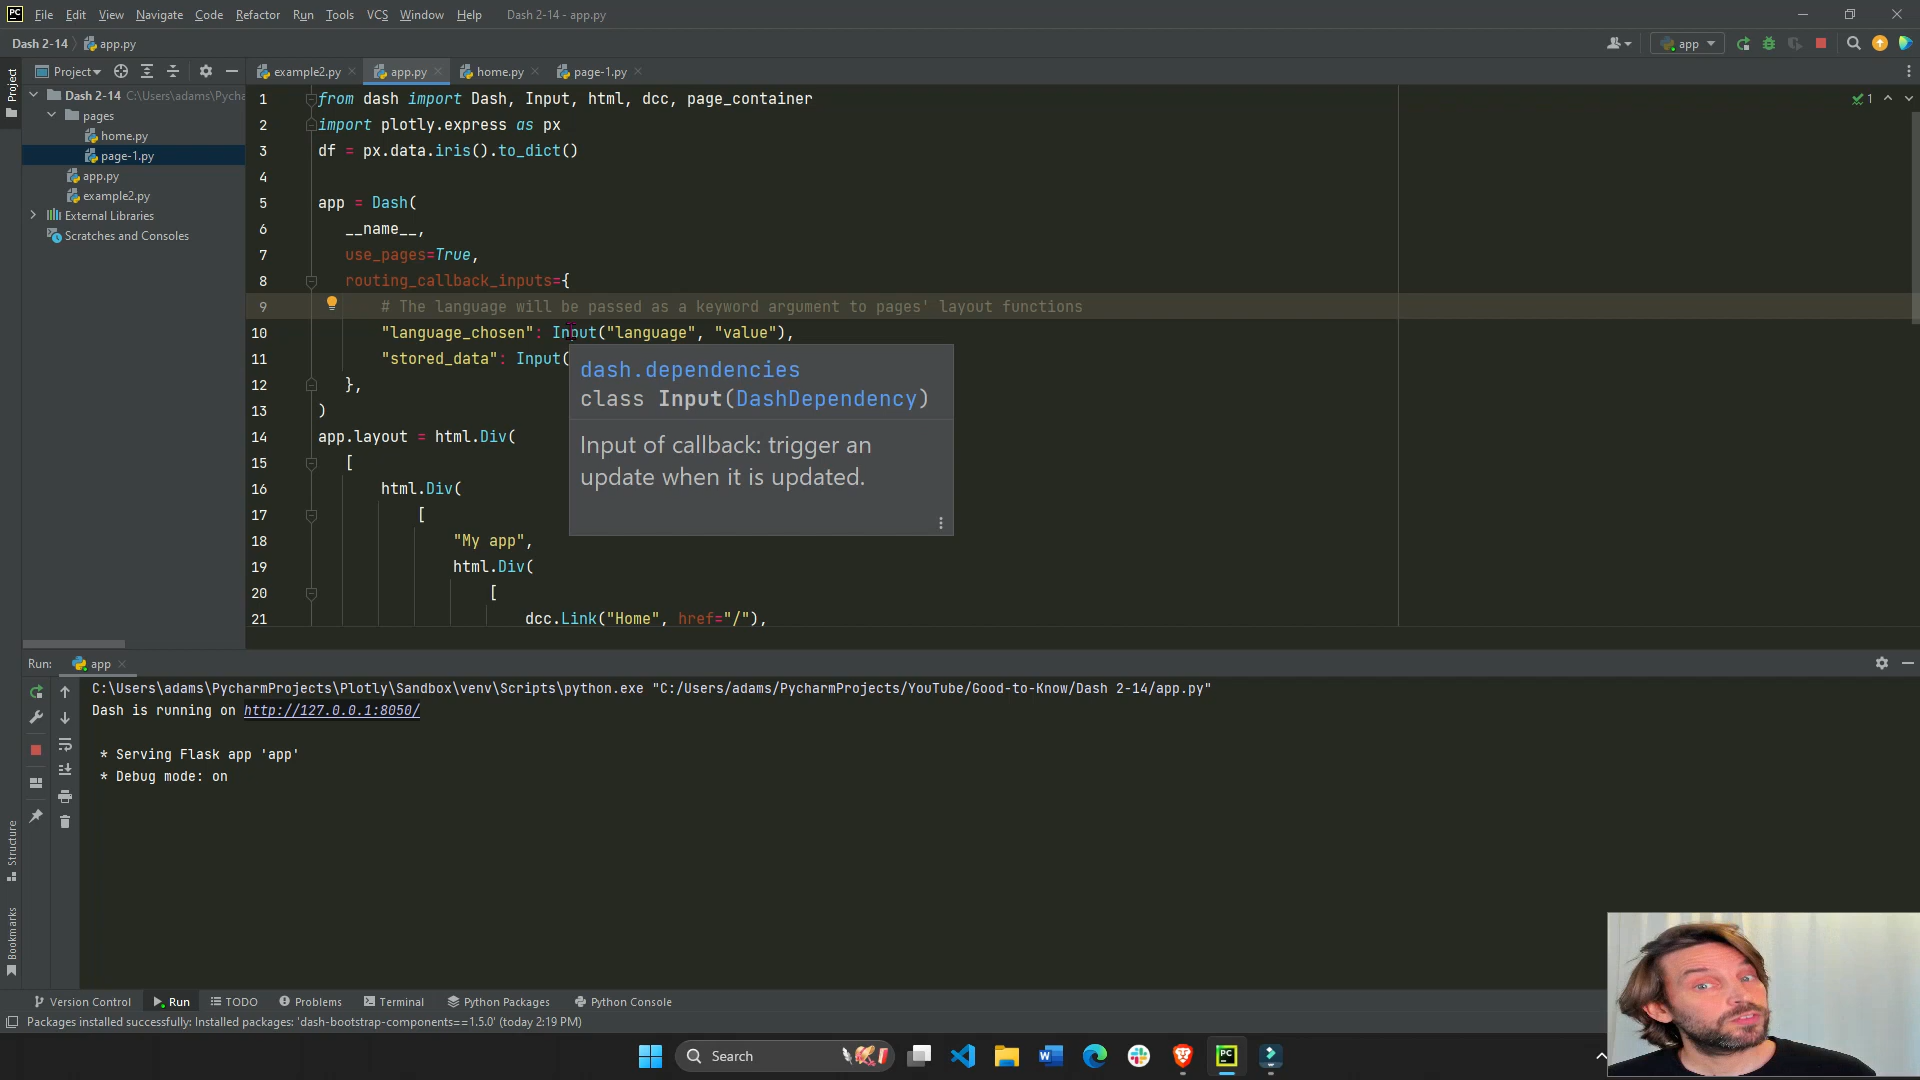 PC File Edit View Navigate Code Refactor Run Tools VCS Window Help Dash 2-14 - app.py
Dash 2-14 app.py app
Project example2.py app.py home.py page-1.py
Project
Dash 2-14 C:\Users\adams\Pycha
pages
home.py
page-1.py
app.py
example2.py
External Libraries
Scratches and Consoles
1 from dash import Dash, Input, html, dcc, page_container
2 import plotly.express as px
3 df = px.data.iris().to_dict()
4
5 app = Dash(
6 __name__,
7 use_pages=True,
8 routing_callback_inputs={
9 # The language will be passed as a keyword argument to pages' layout functions
10 "language_chosen": Input("language", "value"),
11 "stored_data": Input(
12 },
13 )
14 app.layout = html.Div(
15 [
16 html.Div(
17 [
18 "My app",
19 html.Div(
20 [
21 dcc.Link("Home", href="/"),
1
dash.dependencies
class Input(DashDependency)
Input of callback: trigger an
update when it is updated.
Run: app
C:\Users\adams\PycharmProjects\Plotly\Sandbox\venv\Scripts\python.exe "C:/Users/adams/PycharmProjects/YouTube/Good-to-Know/Dash 2-14/app.py"
Dash is running on http://127.0.0.1:8050/
* Serving Flask app 'app'
* Debug mode: on
Structure
Bookmarks
Version Control Run TODO Problems Terminal Python Packages Python Console
Packages installed successfully: Installed packages: 'dash-bootstrap-components==1.5.0' (today 2:19 PM)
Search W PC